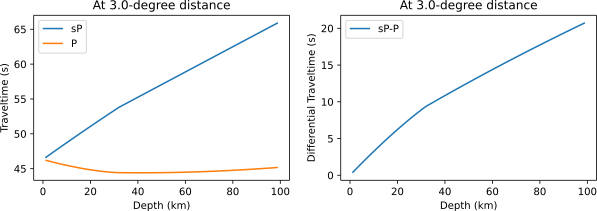 At 3.0-degree distance
Traveltime (s)
65
60
55
50
45
sP
P
0
20
40
60
80
100
Depth (km)
At 3.0-degree distance
Differential Traveltime (s)
20
15
10
5
0
sP-P
0
20
40
60
80
100
Depth (km)